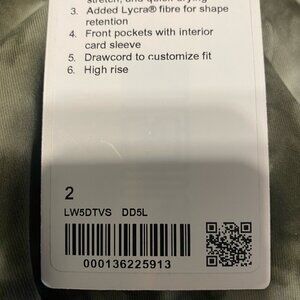 stretch, and quick-drying
3. Added Lycra® fibre for shape
retention
4. Front pockets with interior
card sleeve
5. Drawcord to customize fit
6. High rise
2
LW5DTVS DD5L
000136225913